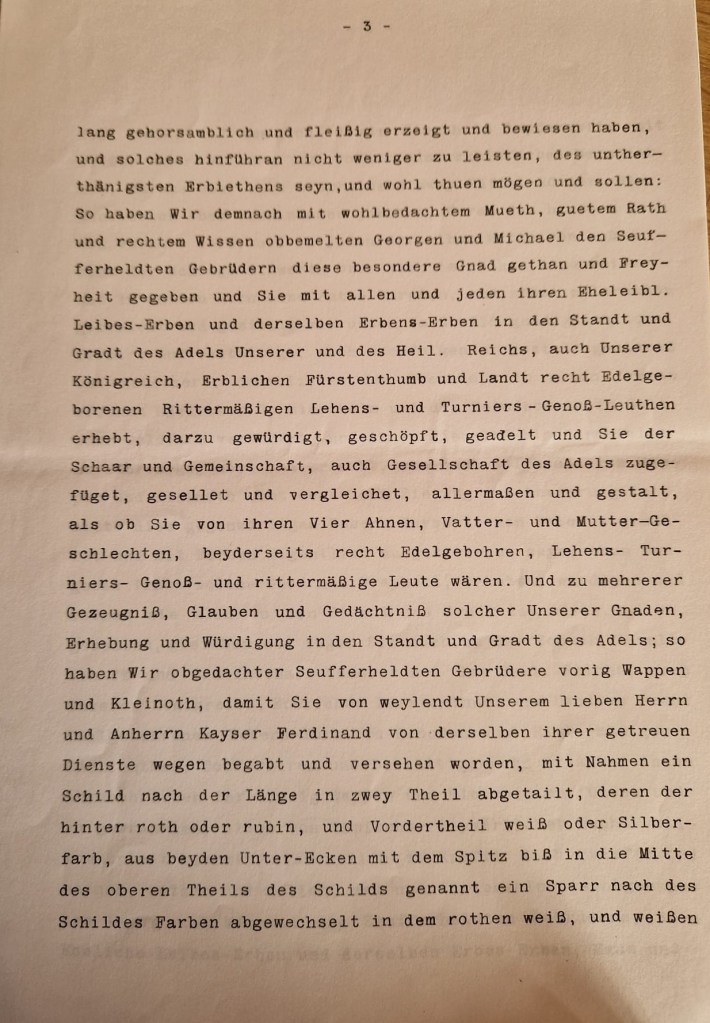 - 3 -
lang gehorsamblich und fleißig erzeigt und bewiesen haben,
und solches hinführan nicht weniger zu leisten, des unther-
thänigsten Erbiethens seyn,und wohl thuen mögen und sollen:
So haben Wir demnach mit wohlbedachtem Mueth, guetem Rath
und rechtem Wissen obbemelten Georgen und Michael den Seuf-
ferheldten Gebrüdern diese besondere Gnad gethan und Frey-
heit gegeben und Sie mit allen und jeden ihren Eheleibl.
Leibes-Erben und derselben Erbens-Erben in den Standt und
Gradt des Adels Unserer und des Heil. Reichs, auch Unserer
Königreich, Erblichen Fürstenthumb und Landt recht Edelge-
borenen Rittermäßigen Lehens- und Turniers-Genoß-Leuthen
erhebt, darzu gewürdigt, geschöpft, geadelt und Sie der
Schaar und Gemeinschaft, auch Gesellschaft des Adels zuge-
füget, gesellet und vergleichet, allermaßen und gestalt,
als ob Sie von ihren Vier Ahnen, Vatter- und Mutter-Ge-
schlechten, beyderseits recht Edelgebohren, Lehens- Tur-
niers- Genoß- und rittermäßige Leute wären. Und zu mehrerer
Gezeugniß, Glauben und Gedächtniß solcher Unserer Gnaden,
Erhebung und Würdigung in den Standt und Gradt des Adels; so
haben Wir obgedachter Seufferheldten Gebrüdere vorig Wappen
und Kleinoth, damit Sie von weylendt Unserem lieben Herrn
und Anherrn Kayser Ferdinand von derselben ihrer getreuen
Dienste wegen begabt und versehen worden, mit Nahmen ein
Schild nach der Länge in zwey Theil abgetailt, deren der
hinter roth oder rubin, und Vordertheil weiß oder Silber-
farb, aus beyden Unter-Ecken mit dem Spitz biß in die Mitte
des oberen Theils des Schilds genannt ein Sparr nach des
Schildes Farben abgewechselt in dem rothen weiß, und weißen